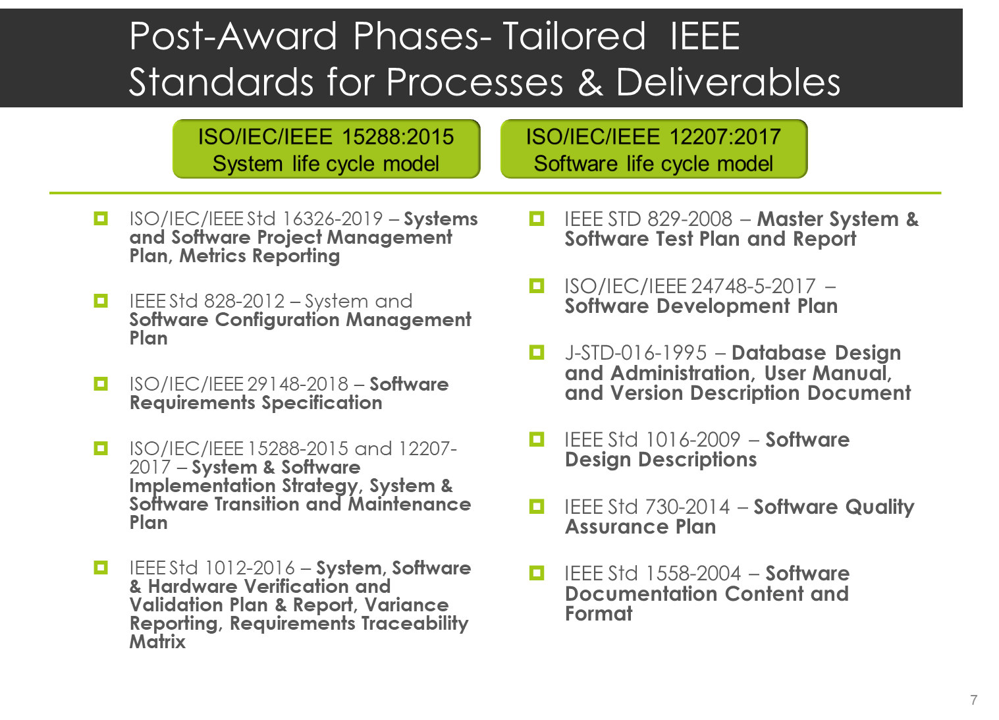 Post-Award Phases- Tailored IEEE
Standards for Processes & Deliverables
ISO/IEC/IEEE 15288:2015
System life cycle model
ISO/IEC/IEEE 12207:2017
Software life cycle model
ISO/IEC/IEEE Std 16326-2019 – Systems
and Software Project Management
Plan, Metrics Reporting
IEEE Std 828-2012 – System and
Software Configuration Management
Plan
ISO/IEC/IEEE 29148-2018 – Software
Requirements Specification
ISO/IEC/IEEE 15288-2015 and 12207-
2017 – System & Software
Implementation Strategy, System &
Software Transition and Maintenance
Plan
IEEE Std 1012-2016 – System, Software
& Hardware Verification and
Validation Plan & Report, Variance
Reporting, Requirements Traceability
Matrix
IEEE STD 829-2008 – Master System &
Software Test Plan and Report
ISO/IEC/IEEE 24748-5-2017 –
Software Development Plan
J-STD-016-1995 – Database Design
and Administration, User Manual,
and Version Description Document
IEEE Std 1016-2009 – Software
Design Descriptions
IEEE Std 730-2014 – Software Quality
Assurance Plan
IEEE Std 1558-2004 – Software
Documentation Content and
Format
7